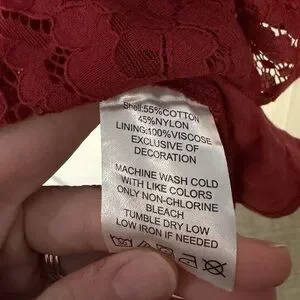 Shell:55%COTTON
45%NYLON
LINING:100%VISCOSE
EXCLUSIVE OF
DECORATION
MACHINE WASH COLD
WITH LIKE COLORS
ONLY NON-CHLORINE
BLEACH
TUMBLE DRY LOW
LOW IRON IF NEEDED